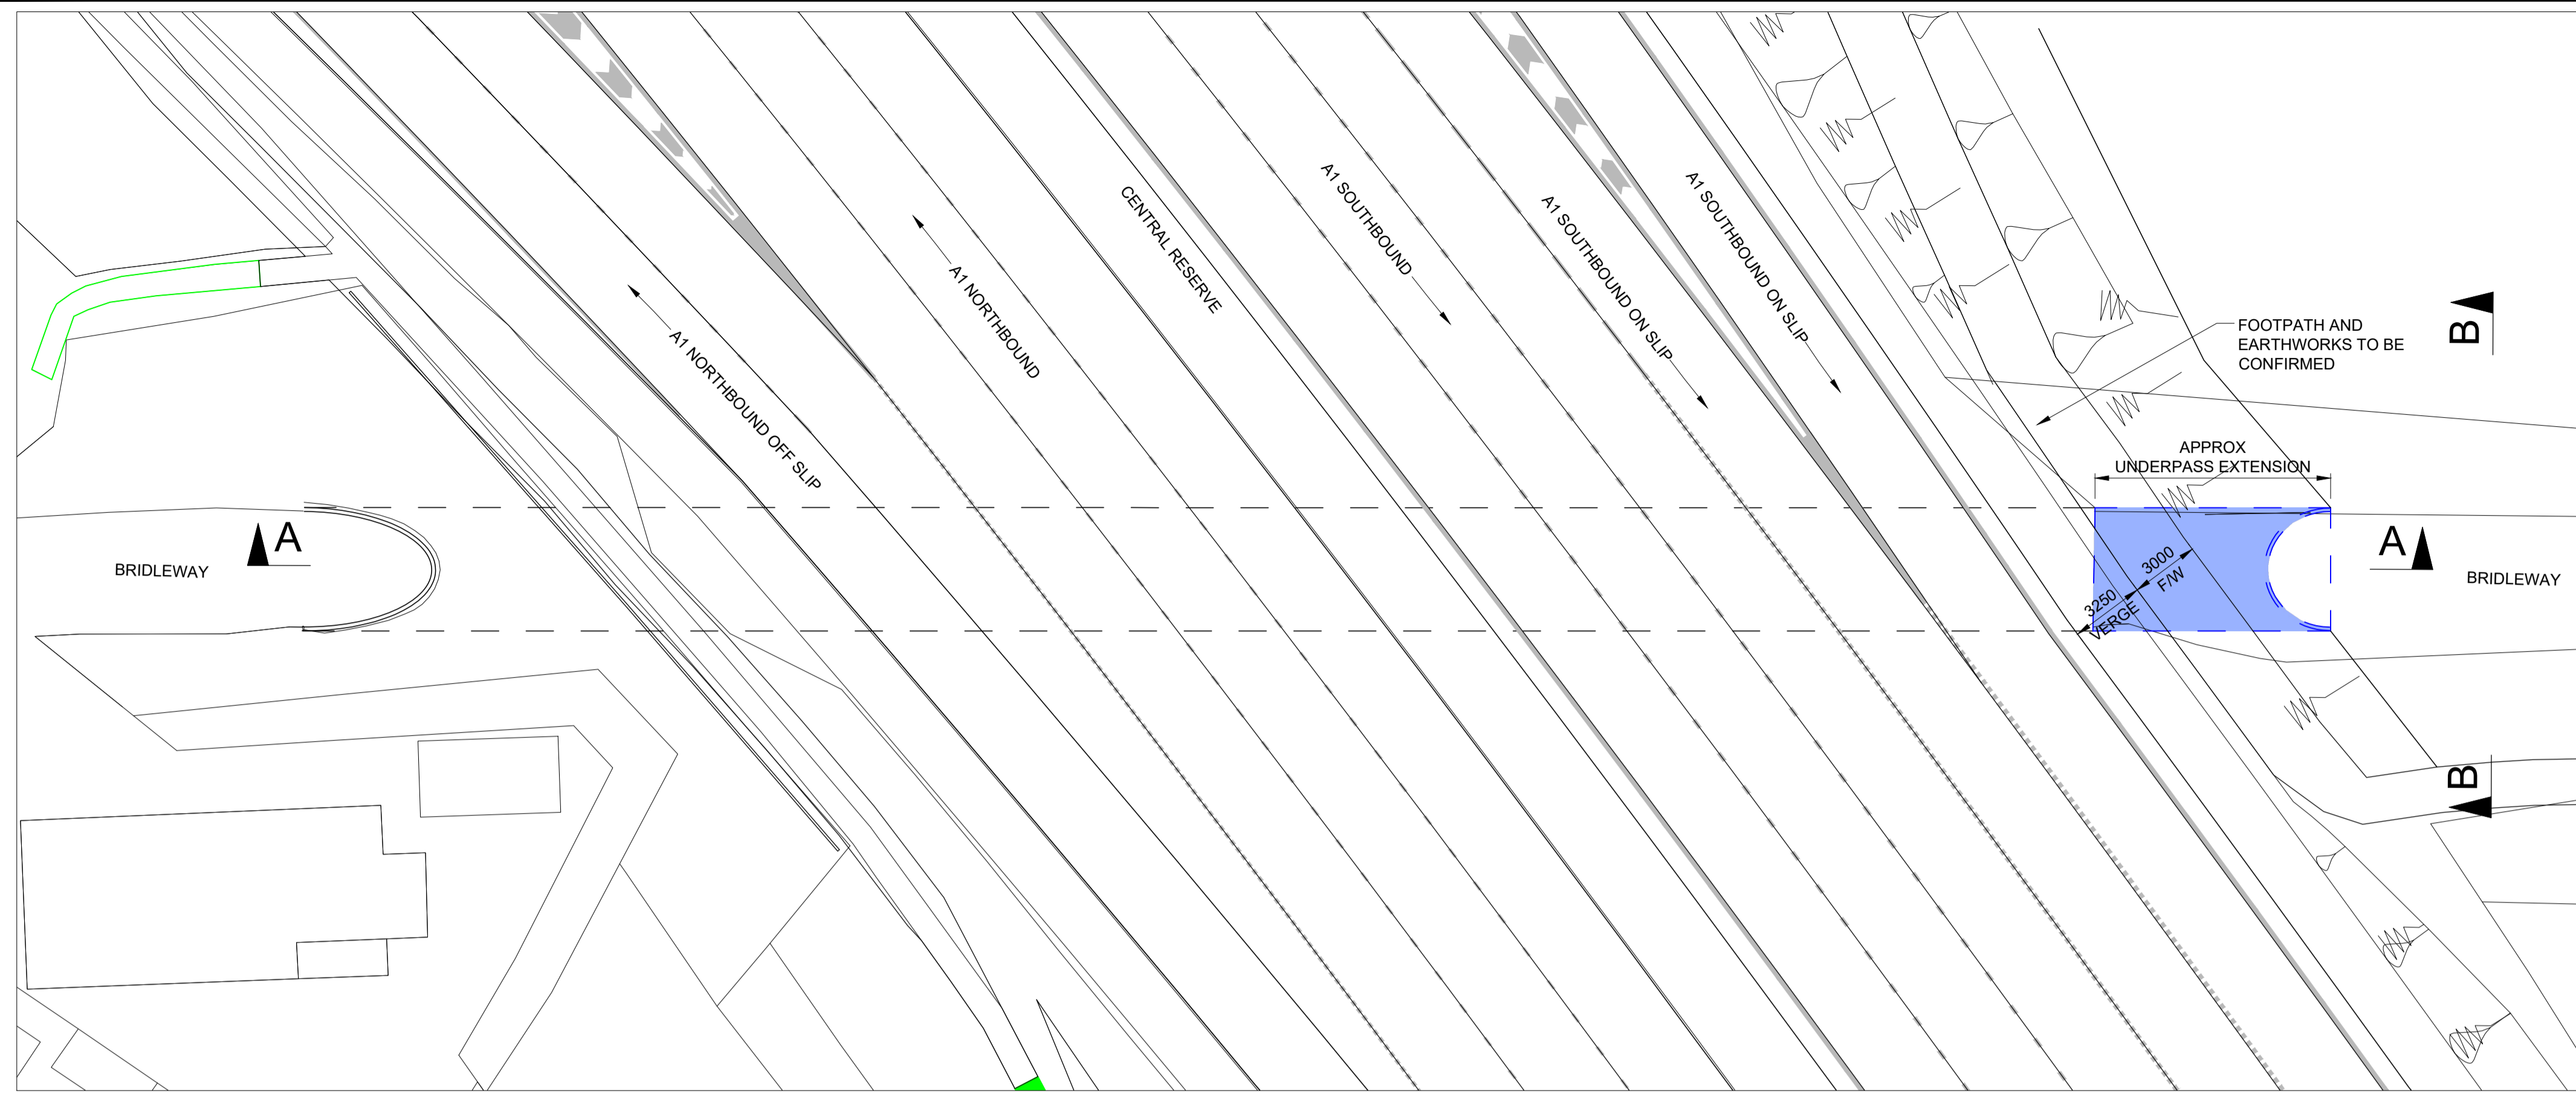 A1 NORTHBOUND OFF SLIP
A1 NORTHBOUND
CENTRAL RESERVE
A1 SOUTHBOUND
A1 SOUTHBOUND ON SLIP
A1 SOUTHBOUND ON SLIP
FOOTPATH AND
EARTHWORKS TO BE
CONFIRMED
B
APPROX
UNDERPASS EXTENSION
A
BRIDLEWAY
3000
F/W
3250
VERGE
A
BRIDLEWAY
B